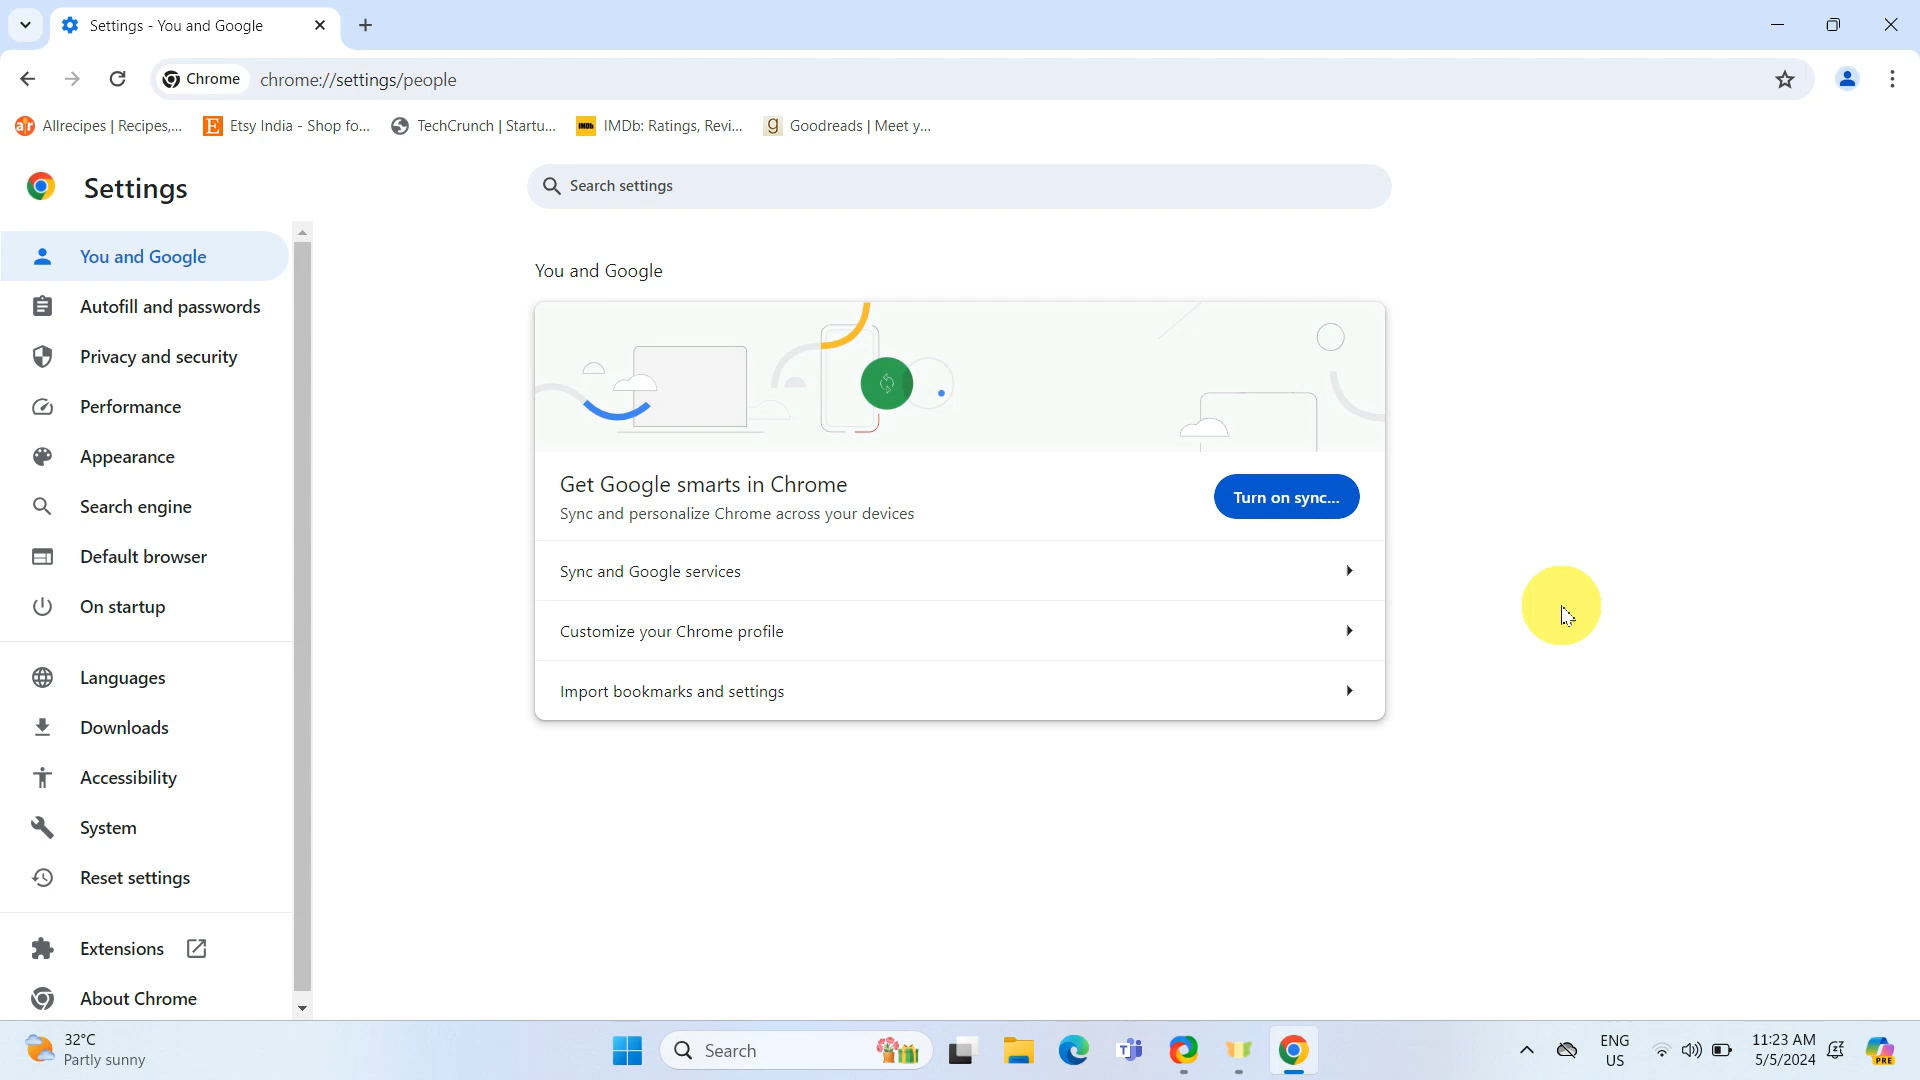 Settings - You and Google
Chrome
chrome://settings/people
Allrecipes | Recipes,...
Etsy India - Shop fo...
TechCrunch | Startu...
IMDb: Ratings, Revi...
Goodreads | Meet y...
Settings
Search settings
You and Google
Autofill and passwords
Privacy and security
Performance
Appearance
Search engine
Default browser
On startup
Languages
Downloads
Accessibility
System
Reset settings
Extensions
About Chrome
You and Google
Get Google smarts in Chrome
Sync and personalize Chrome across your devices
Turn on sync...
Sync and Google services
Customize your Chrome profile
Import bookmarks and settings
32°C
Partly sunny
Search
ENG
US
11:23 AM
5/5/2024
PRE